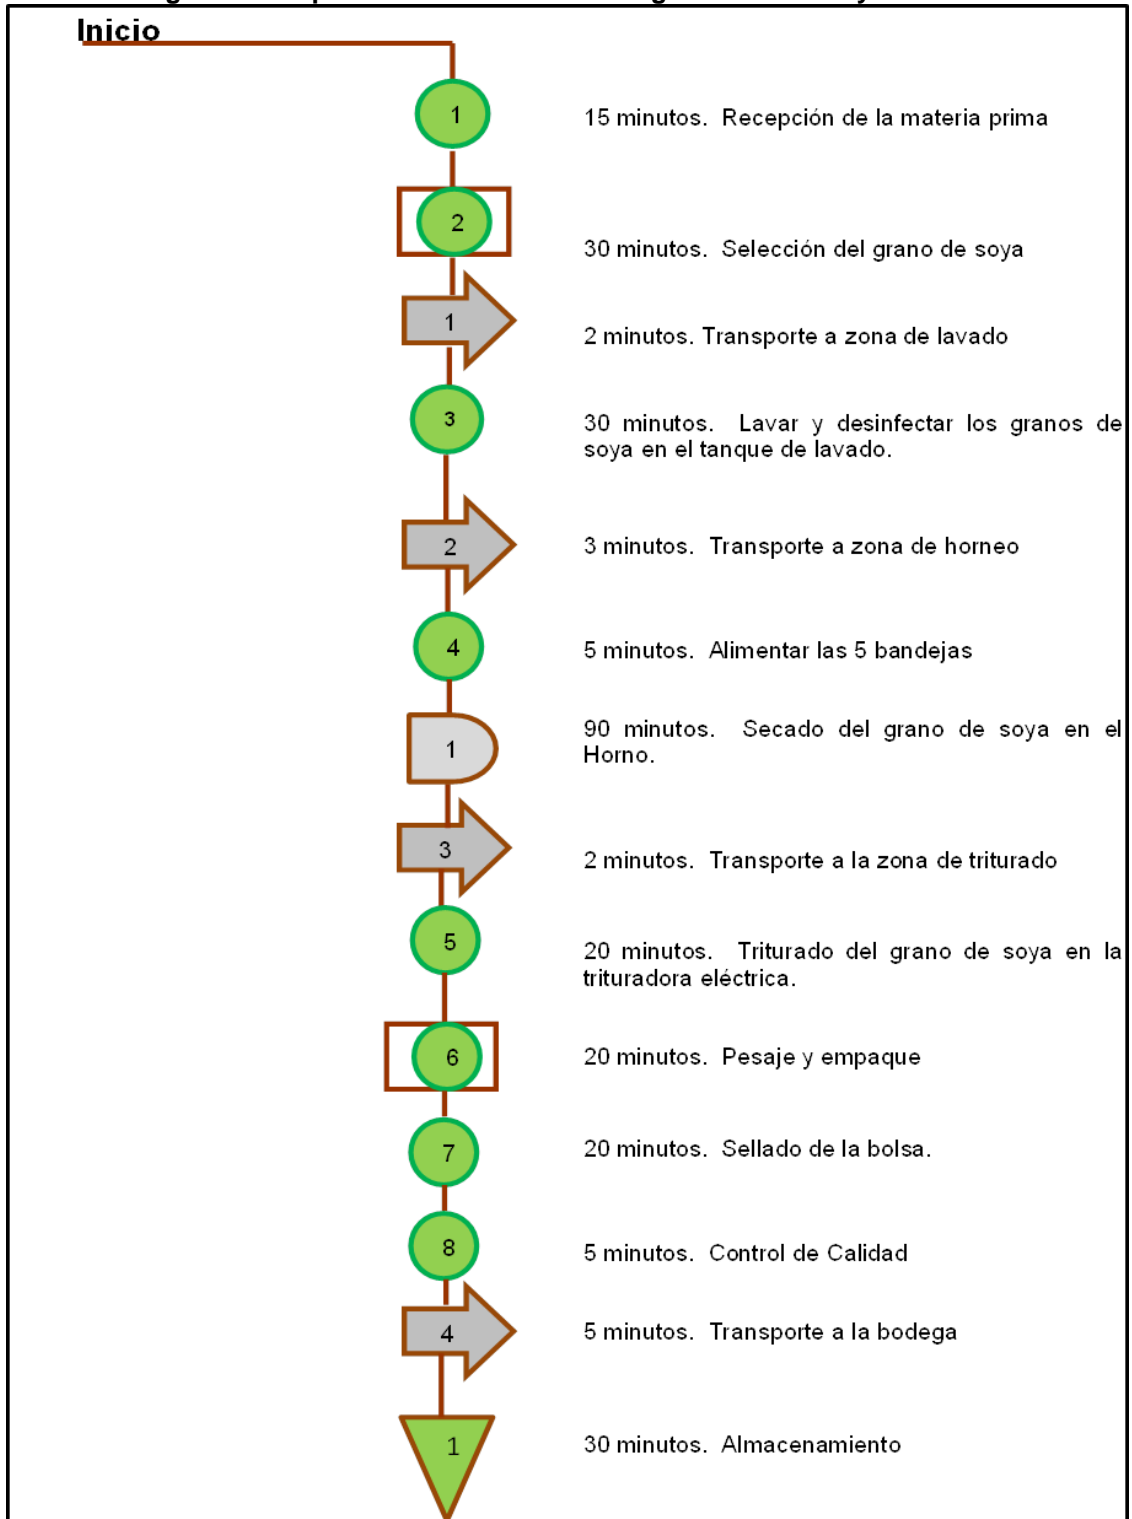 Inicio
1
15 minutos. Recepción de la materia prima
2
30 minutos. Selección del grano de soya
1
2 minutos. Transporte a zona de lavado
3
30 minutos. Lavar y desinfectar los granos de
soya en el tanque de lavado.
2
3 minutos. Transporte a zona de horneo
4
5 minutos. Alimentar las 5 bandejas
1
90 minutos. Secado del grano de soya en el
Horno.
3
2 minutos. Transporte a la zona de triturado
5
20 minutos. Triturado del grano de soya en la
trituradora eléctrica.
6
20 minutos. Pesaje y empaque
7
20 minutos. Sellado de la bolsa.
8
5 minutos. Control de Calidad
4
5 minutos. Transporte a la bodega
1
30 minutos. Almacenamiento